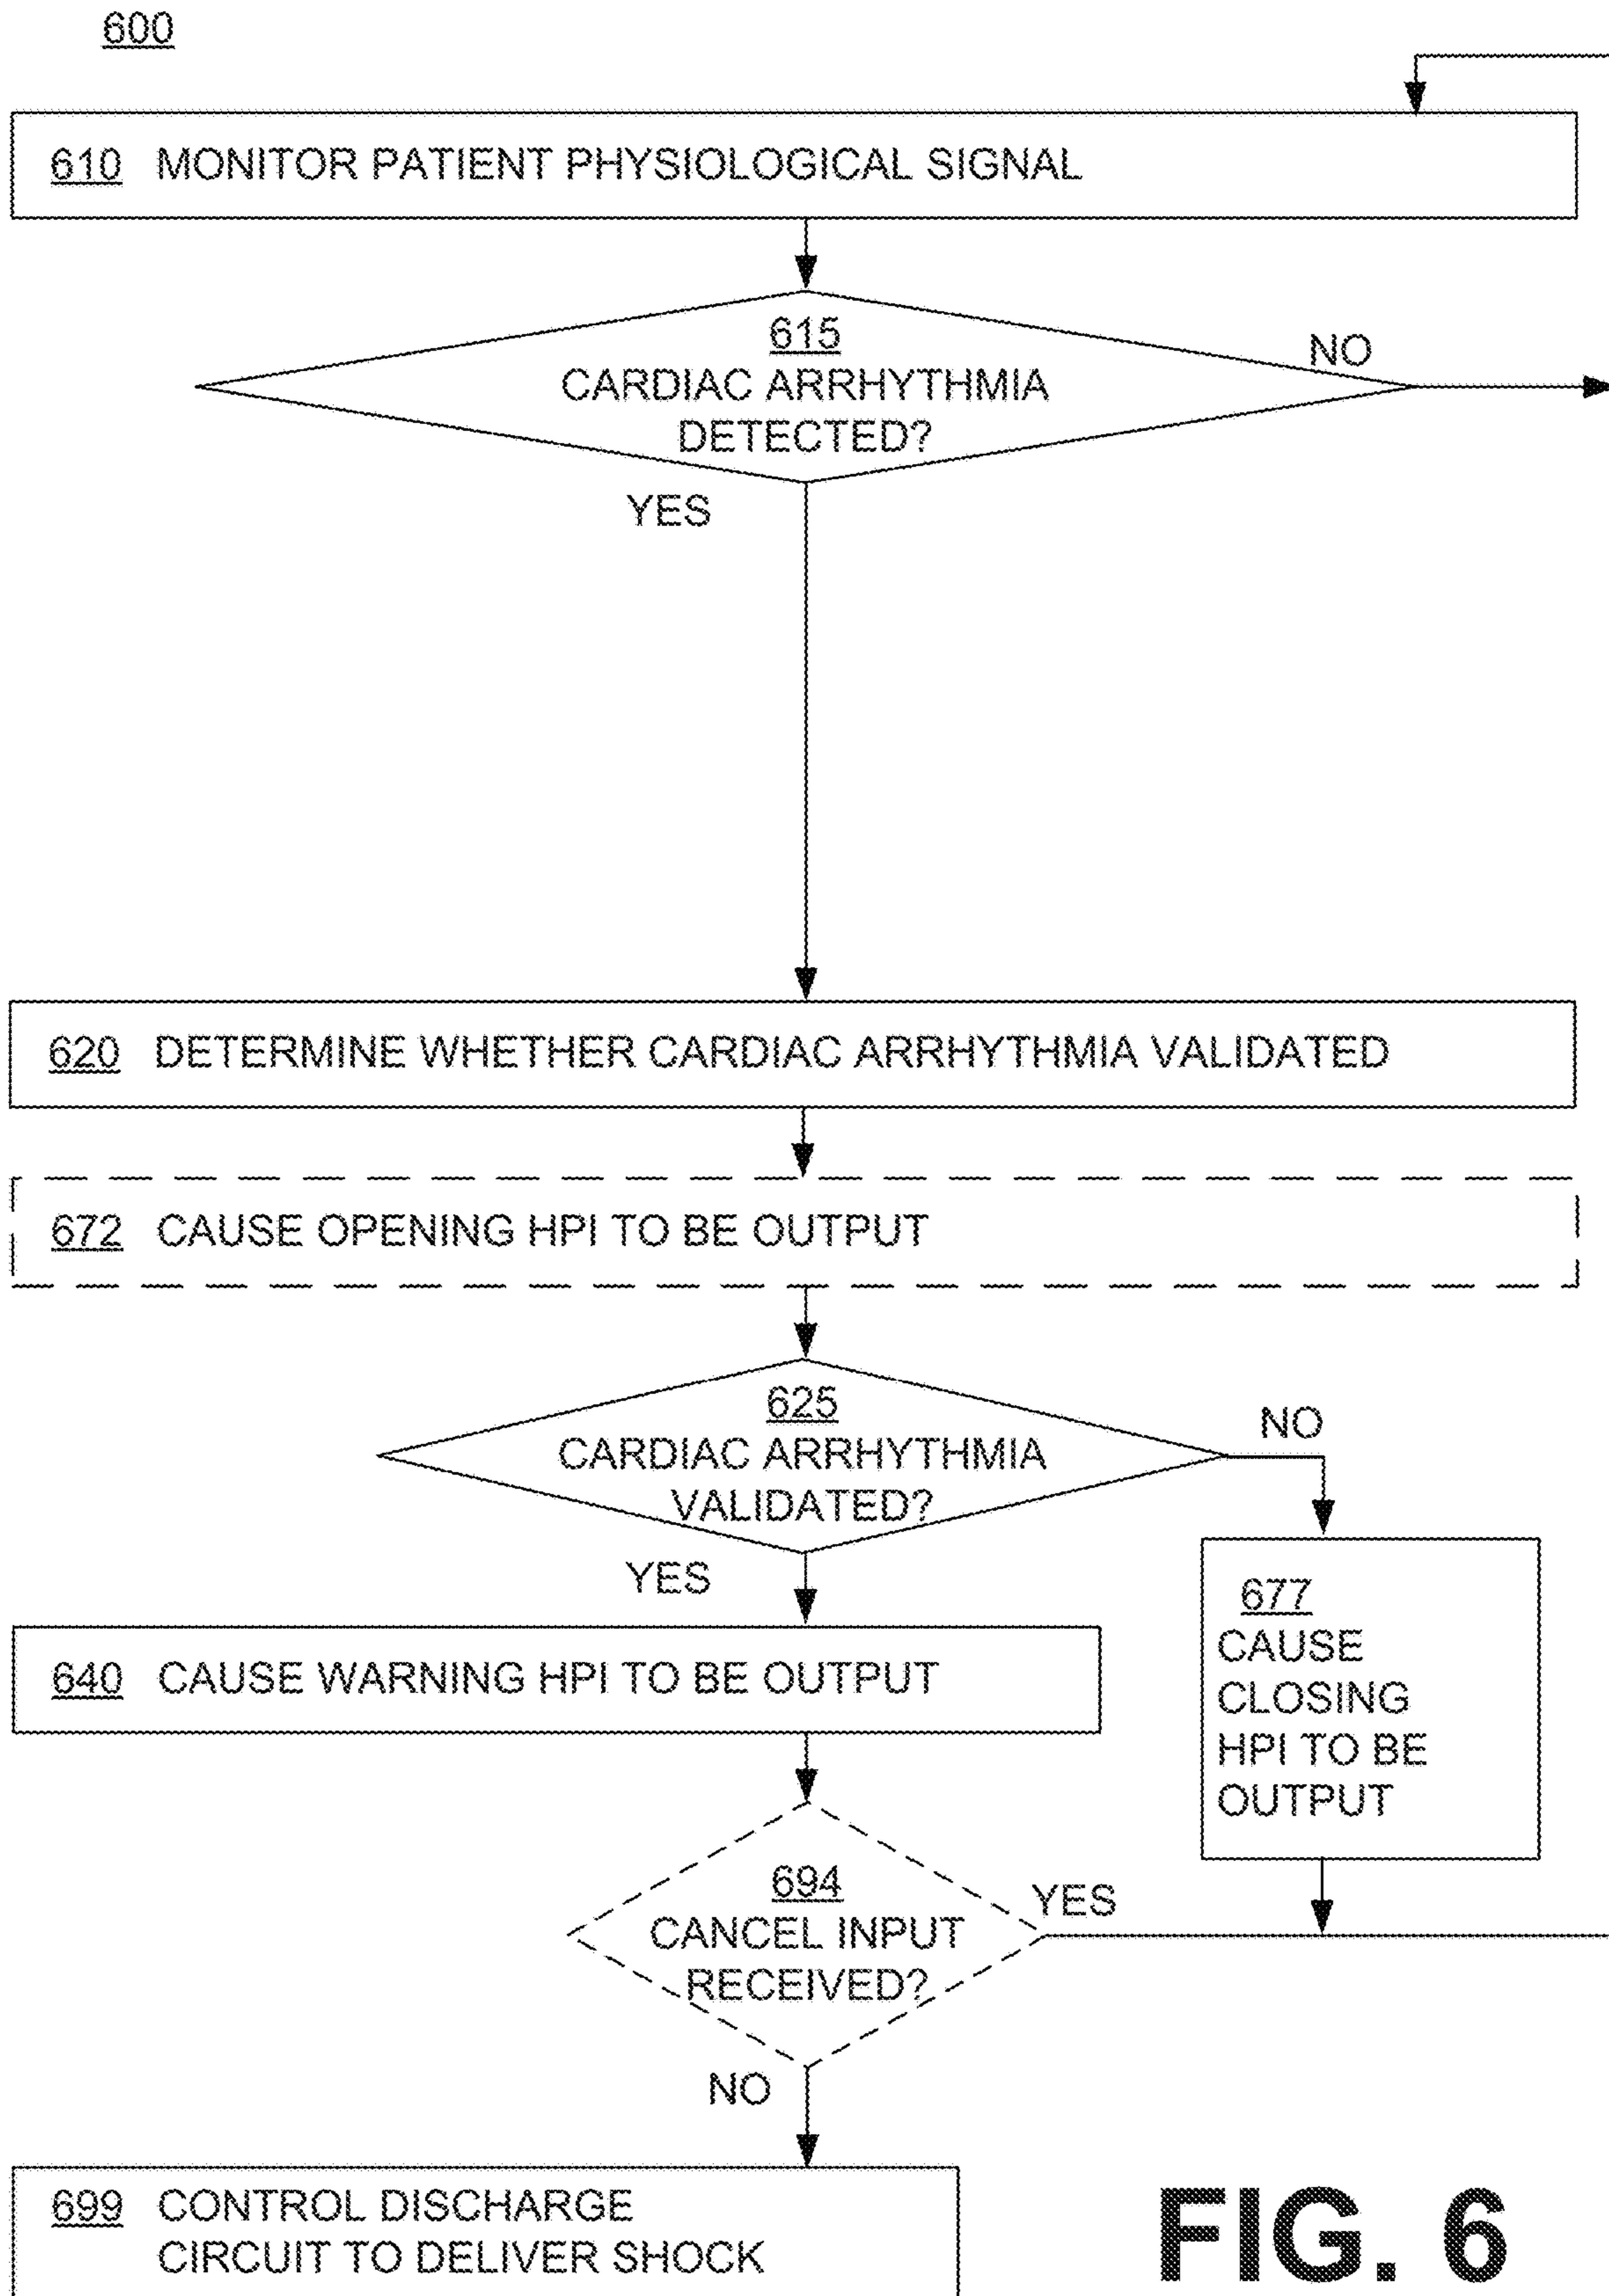 600
610 MONITOR PATIENT PHYSIOLOGICAL SIGNAL
615
CARDIAC ARRHYTHMIA
DETECTED?
NO
YES
620 DETERMINE WHETHER CARDIAC ARRHYTHMIA VALIDATED
672 CAUSE OPENING HPI TO BE OUTPUT
625
CARDIAC ARRHYTHMIA
VALIDATED?
NO
YES
677
CAUSE
CLOSING
HPI TO BE
OUTPUT
640 CAUSE WARNING HPI TO BE OUTPUT
694
CANCEL INPUT
RECEIVED?
YES
NO
699 CONTROL DISCHARGE
CIRCUIT TO DELIVER SHOCK
FIG. 6